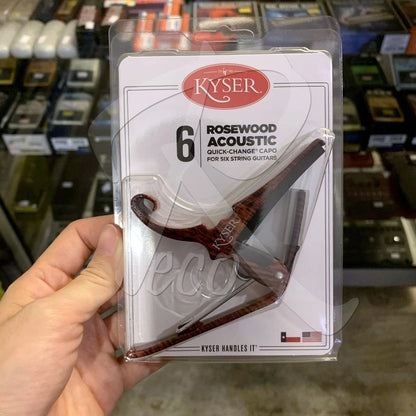 KYSER
6
ROSEWOOD
ACOUSTIC
QUICK-CHANGE® CAPO
FOR SIX STRING GUITARS
KYSER
KYSER HANDLES IT